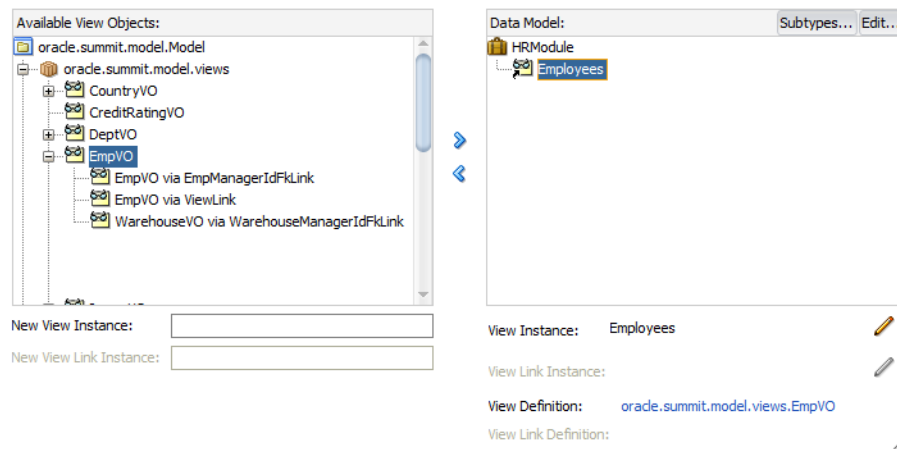 Available View Objects:
oracle.summit.model.Model
oracle.summit.model.views
CountryVO
CreditRatingVO
DeptVO
EmpVO
EmpVO via EmpManagerIdFkLink
EmpVO via ViewLink
WarehouseVO via WarehouseManagerIdFkLink
New View Instance:
New View Link Instance:
Data Model:
Subtypes... Edit...
HRModule
Employees
View Instance: Employees
View Link Instance:
View Definition: oracle.summit.model.views.EmpVO
View Link Definition: